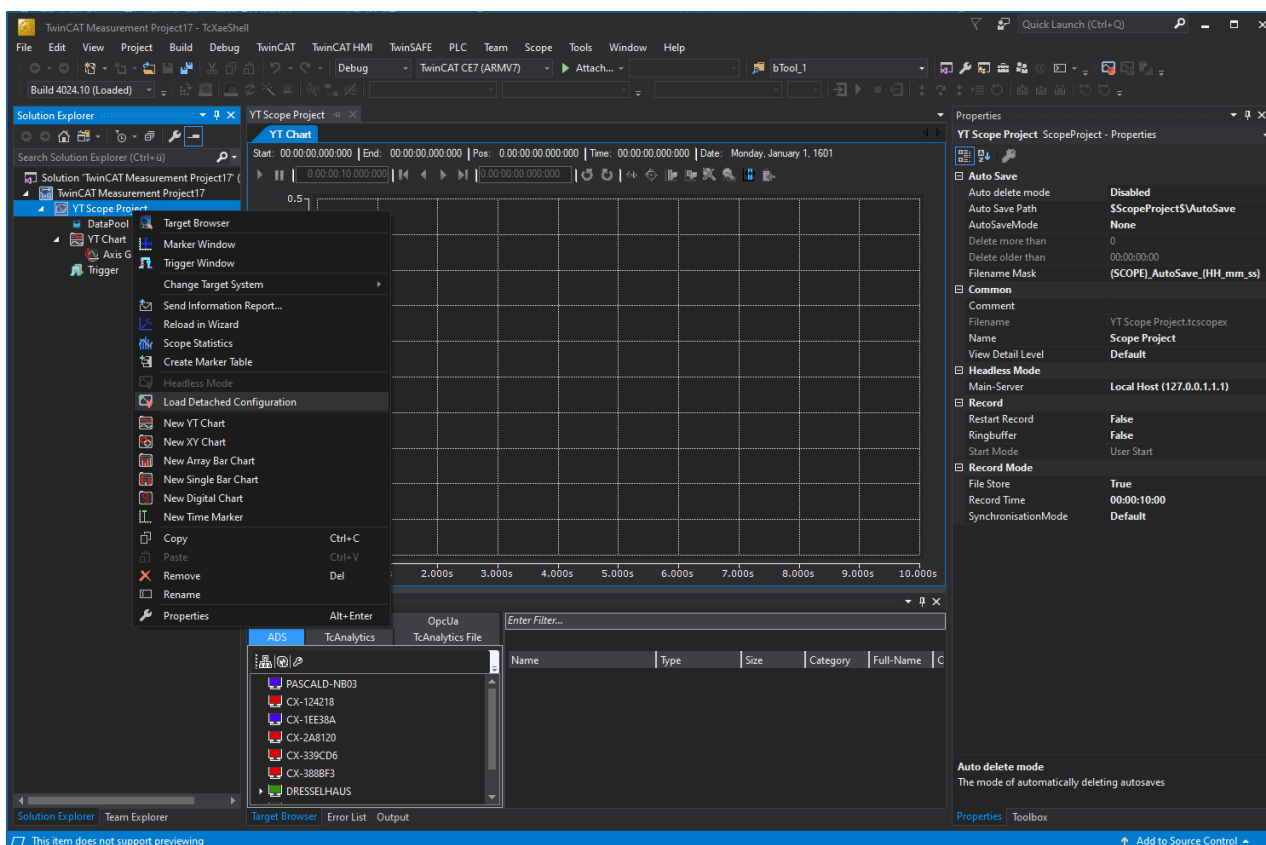 TwinCAT Measurement Project17 - TcXaeShell
Quick Launch (Ctrl+Q)
File Edit View Project Build Debug TwinCAT TwinCAT HMI TwinSAFE PLC Team Scope Tools Window Help
Debug TwinCAT CE7 (ARMV7) Attach... bTool_1
Build 4024.10 (Loaded)
Solution Explorer
Search Solution Explorer (Ctrl+ü)
Solution 'TwinCAT Measurement Project17' (
TwinCAT Measurement Project17
YT Scope Project
DataPool
YT Chart
Axis G
Trigger
Target Browser
Marker Window
Trigger Window
Change Target System
Send Information Report...
Reload in Wizard
Scope Statistics
Create Marker Table
Headless Mode
Load Detached Configuration
New YT Chart
New XY Chart
New Array Bar Chart
New Single Bar Chart
New Digital Chart
New Time Marker
Copy Ctrl+C
Paste Ctrl+V
Remove Del
Rename
Properties Alt+Enter
Solution Explorer Team Explorer
YT Scope Project
YT Chart
Start: 00:00:00,000:000 End: 00:00:00,000:000 Pos: 0.00:00:00.000:000 Time: 00:00:00,000:000 Date: Monday, January 1, 1601
0.00:00:10.000:000 0.00:00:00.000:000
0.5
2.000s 3.000s 4.000s 5.000s 6.000s 7.000s 8.000s 9.000s 10.000s
OpcUa
ADS TcAnalytics TcAnalytics File
PASCALD-NB03
CX-124218
CX-1EE38A
CX-2A8120
CX-339CD6
CX-388BF3
DRESSELHAUS
Enter Filter...
Name Type Size Category Full-Name C
Target Browser Error List Output
Properties
YT Scope Project ScopeProject - Properties
Auto Save
Auto delete mode Disabled
Auto Save Path $ScopeProject$\AutoSave
AutoSaveMode None
Delete more than 0
Delete older than 00:00:00:00
Filename Mask {SCOPE}_AutoSave_{HH_mm_ss}
Common
Comment
Filename YT Scope Project.tcscopex
Name Scope Project
View Detail Level Default
Headless Mode
Main-Server Local Host (127.0.0.1.1.1)
Record
Restart Record False
Ringbuffer False
Start Mode User Start
Record Mode
File Store True
Record Time 00:00:10:00
SynchronisationMode Default
Auto delete mode
The mode of automatically deleting autosaves
Properties Toolbox
This item does not support previewing
Add to Source Control